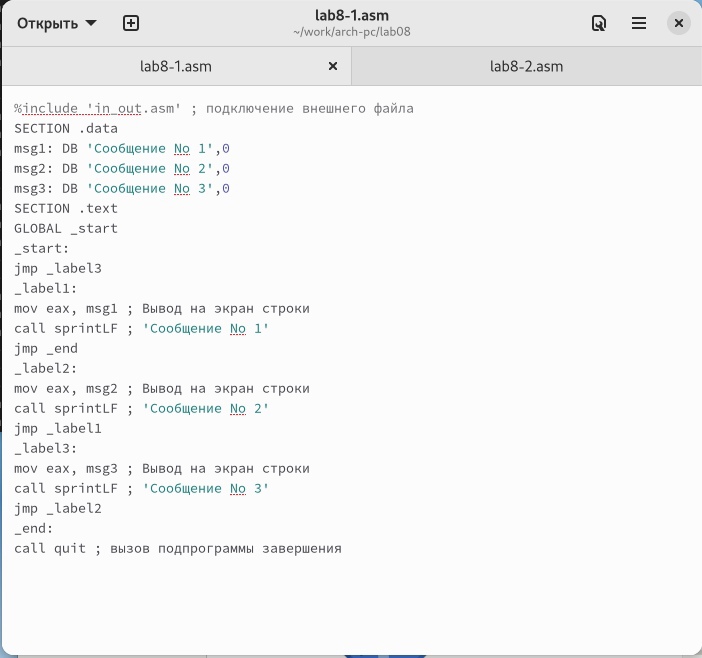 Открыть
lab8-1.asm
~/work/arch-pc/lab08
lab8-1.asm
lab8-2.asm
%include 'in_out.asm' ; подключение внешнего файла
SECTION .data
msg1: DB 'Сообщение No 1',0
msg2: DB 'Сообщение No 2',0
msg3: DB 'Сообщение No 3',0
SECTION .text
GLOBAL _start
_start:
jmp _label3
_label1:
mov eax, msg1 ; Вывод на экран строки
call sprintLF ; 'Сообщение No 1'
jmp _end
_label2:
mov eax, msg2 ; Вывод на экран строки
call sprintLF ; 'Сообщение No 2'
jmp _label1
_label3:
mov eax, msg3 ; Вывод на экран строки
call sprintLF ; 'Сообщение No 3'
jmp _label2
_end:
call quit ; вызов подпрограммы завершения